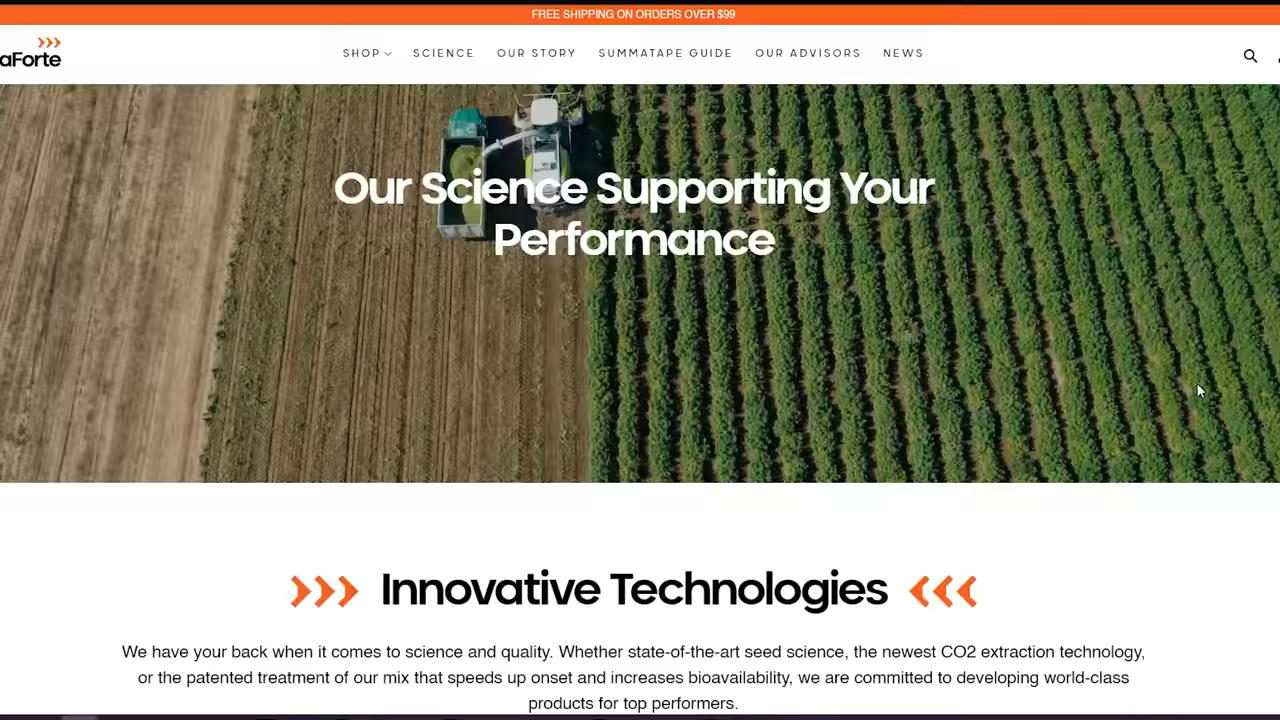 FREE SHIPPING ON ORDERS OVER $99
aForte
SHOP SCIENCE OUR STORY SUMMATAPE GUIDE OUR ADVISORS NEWS
Our Science Supporting Your
Performance
Innovative Technologies
We have your back when it comes to science and quality. Whether state-of-the-art seed science, the newest CO2 extraction technology,
or the patented treatment of our mix that speeds up onset and increases bioavailability, we are committed to developing world-class
products for top performers.